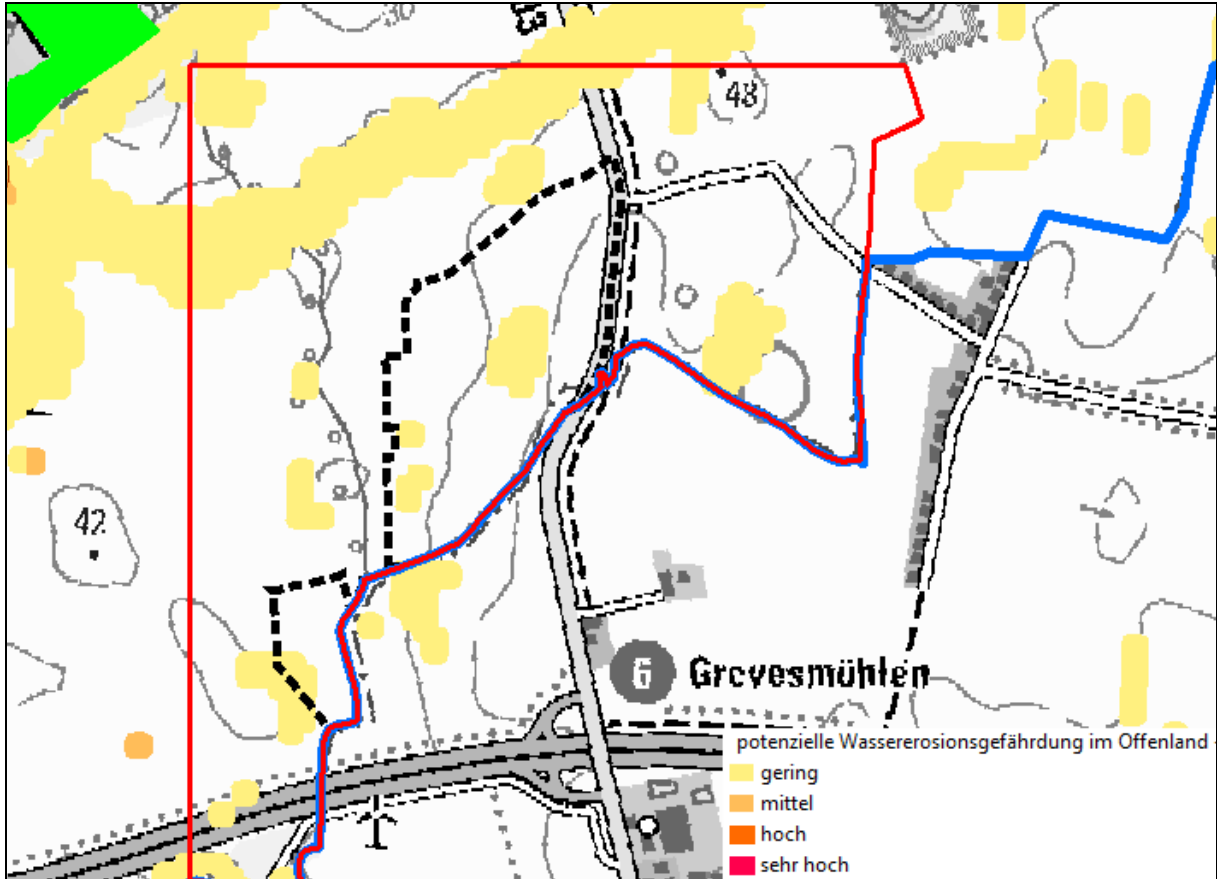 48
42
6 Grevesmühlen
potenzielle Wassererosionsgefährdung im Offenland -
gering
mittel
hoch
sehr hoch